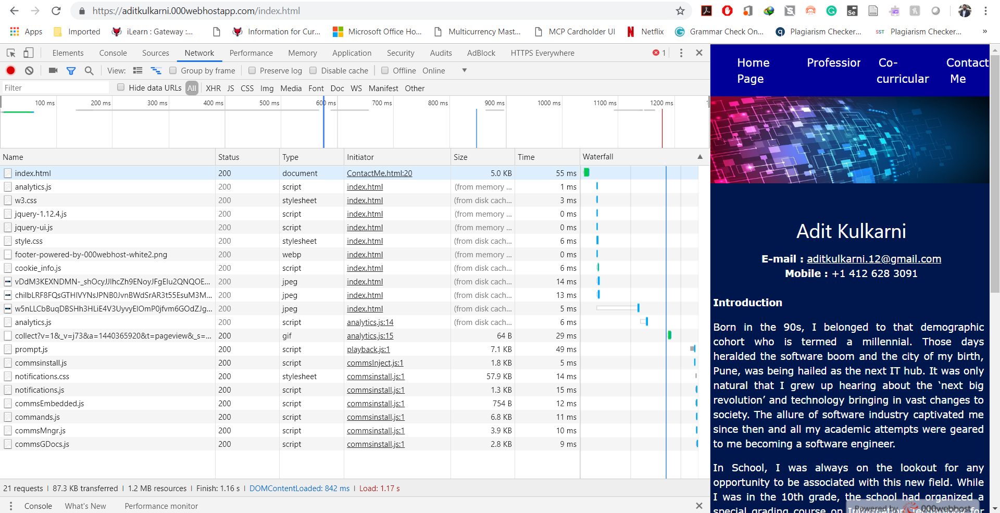 https://aditkulkarni.000webhostapp.com/index.html
Apps Imported iLearn : Gateway :... Information for Cur... Microsoft Office Ho... Multicurrency Mast... MCP Cardholder UI Netflix Grammar Check On... Plagiarism Checker... SST Plagiarism Checker... »
Elements Console Sources Network Performance Memory Application Security Audits AdBlock HTTPS Everywhere 1
View: Group by frame Preserve log Disable cache Offline Online
Filter Hide data URLs All XHR JS CSS Img Media Font Doc WS Manifest Other
100 ms 200 ms 300 ms 400 ms 500 ms 600 ms 700 ms 800 ms 900 ms 1000 ms 1100 ms 1200 ms
Name Status Type Initiator Size Time Waterfall
index.html 200 document ContactMe.html:20 5.0 KB 55 ms
analytics.js 200 script index.html (from memory ... 1 ms
w3.css 200 stylesheet index.html (from disk cach... 3 ms
jquery-1.12.4.js 200 script index.html (from memory ... 0 ms
jquery-ui.js 200 script index.html (from memory ... 0 ms
style.css 200 stylesheet index.html (from disk cach... 6 ms
footer-powered-by-000webhost-white2.png 200 webp index.html (from memory ... 0 ms
cookie_info.js 200 script index.html (from disk cach... 6 ms
vDdM3KEXNDMN-_shOcyJJlhcZh9ENoyJFgElu2QNQOE... 200 jpeg index.html (from disk cach... 14 ms
chiIbLRF8FQsGTHIVYNsJPNB0JvnBWdSrAR3t55EsuM3M... 200 jpeg index.html (from disk cach... 13 ms
w5nLLCbBuqDBSHh3HLiE4V3UyvyElOmP0jfvm6GOdZJg... 200 jpeg index.html (from disk cach... 5 ms
analytics.js 200 script analytics.js:14 (from disk cach... 6 ms
collect?v=1&_v=j73&a=1440365920&t=pageview&_s=... 200 gif analytics.js:15 64 B 29 ms
prompt.js 200 script playback.js:1 7.1 KB 49 ms
commsinstall.js 200 script commsInject.js:1 1.8 KB 5 ms
notifications.css 200 stylesheet commsinstall.js:1 57.9 KB 14 ms
notifications.js 200 script commsinstall.js:1 1.3 KB 15 ms
commsEmbedded.js 200 script commsinstall.js:1 754 B 12 ms
commands.js 200 script commsinstall.js:1 6.8 KB 11 ms
commsMngr.js 200 script commsinstall.js:1 3.9 KB 10 ms
commsGDocs.js 200 script commsinstall.js:1 2.8 KB 9 ms
21 requests | 87.3 KB transferred | 1.2 MB resources | Finish: 1.16 s | DOMContentLoaded: 842 ms | Load: 1.17 s
Console What's New Performance monitor
Home Profession Co- Contact
Page curricular Me
Adit Kulkarni
E-mail : aditkulkarni.12@gmail.com
Mobile : +1 412 628 3091
Introduction
Born in the 90s, I belonged to that demographic
cohort who is termed a millennial. Those days
heralded the software boom and the city of my birth,
Pune, was being hailed as the next IT hub. It was only
natural that I grew up hearing about the ‘next big
revolution’ and technology bringing in vast changes to
society. The allure of software industry captivated me
since then and all my academic attempts were geared
to me becoming a software engineer.
In School, I was always on the lookout for any
opportunity to be associated with this new field. While
I was in the 10th grade, the school had organized a
special grading course on Information Technology for
Powered by 000webhost